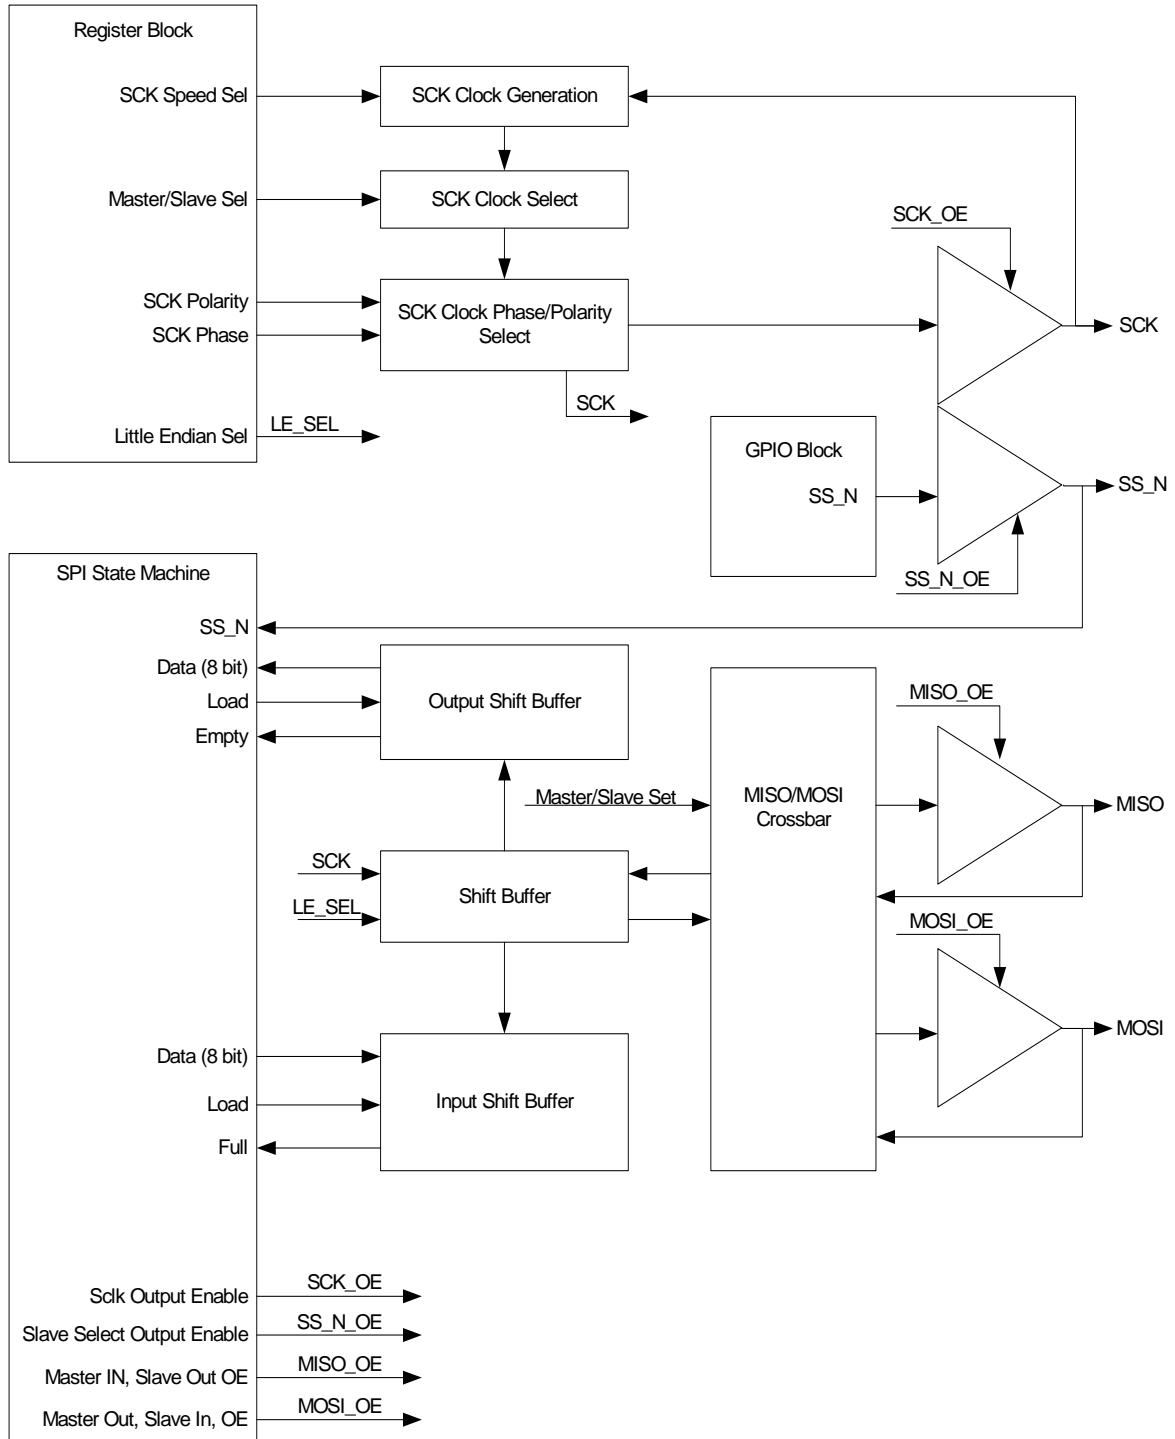 Register Block
SCK Speed Sel
SCK Clock Generation
Master/Slave Sel
SCK Clock Select
SCK_OE
SCK Polarity
SCK Phase
SCK Clock Phase/Polarity
Select
SCK
SCK
Little Endian Sel
LE_SEL
GPIO Block
SS_N
SS_N
SS_N_OE
SPI State Machine
SS_N
Data (8 bit)
Load
Empty
Output Shift Buffer
MISO_OE
Master/Slave Set
MISO/MOSI
Crossbar
MISO
SCK
LE_SEL
Shift Buffer
MOSI_OE
MOSI
Data (8 bit)
Load
Full
Input Shift Buffer
Sclk Output Enable
SCK_OE
Slave Select Output Enable
SS_N_OE
Master IN, Slave Out OE
MISO_OE
Master Out, Slave In, OE
MOSI_OE